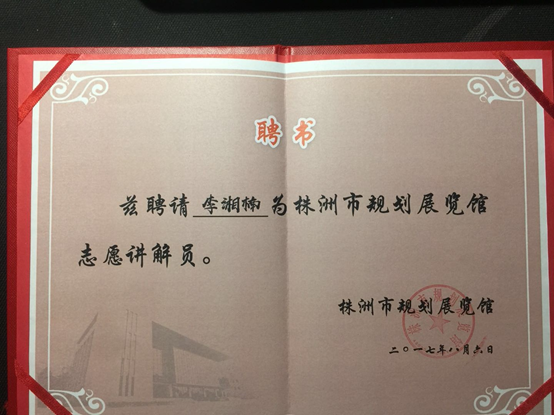 聘书
兹聘请 李湘楠 为株洲市规划展览馆
志愿讲解员。
株洲市规划展览馆
二〇一七年八月六日